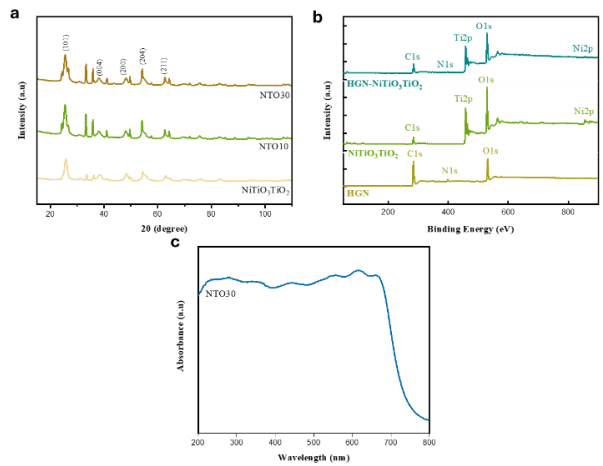 a
Intensity (a.u)
(101)
(004)
(200)
(204)
(211)
NTO30
NTO10
NiTiO₃TiO₂
20 40 60 80 100
2θ (degree)
b
Intensity (a.u)
C1s
N1s
Ti2p
O1s
Ni2p
HGN-NiTiO₃TiO₂
C1s
Ti2p
O1s
Ni2p
NiTiO₃TiO₂
C1s
N1s
O1s
HGN
200 400 600 800
Binding Energy (eV)
c
Absorbance (a.u)
NTO30
200 300 400 500 600 700 800
Wavelength (nm)